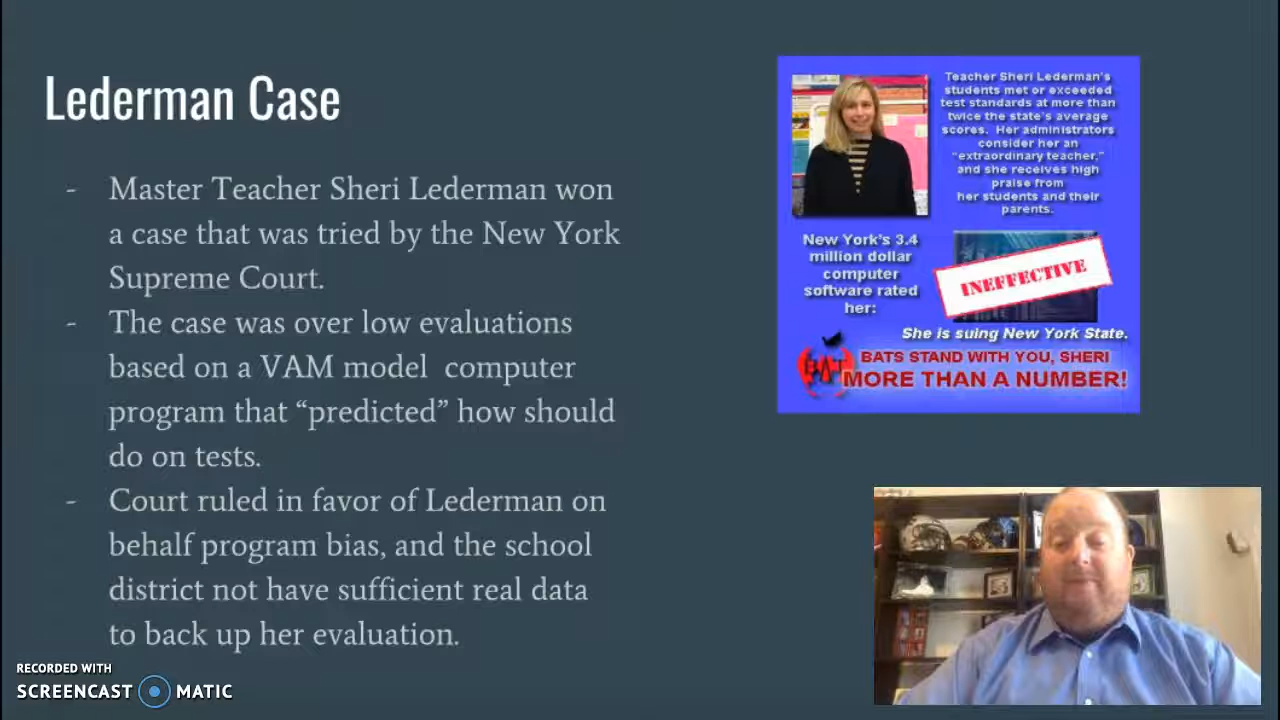 Lederman Case
- Master Teacher Sheri Lederman won
a case that was tried by the New York
Supreme Court.
- The case was over low evaluations
based on a VAM model computer
program that “predicted” how should
do on tests.
- Court ruled in favor of Lederman on
behalf program bias, and the school
district not have sufficient real data
to back up her evaluation.
Teacher Sheri Lederman's
students met or exceeded
test standards at more than
twice the state's average
scores. Her administrators
consider her an
"extraordinary teacher,"
and she receives high
praise from
her students and their
parents.
New York's 3.4
million dollar
computer
software rated
her:
INEFFECTIVE
She is suing New York State.
BAT
BATS STAND WITH YOU, SHERI
MORE THAN A NUMBER!
RECORDED WITH
SCREENCAST MATIC